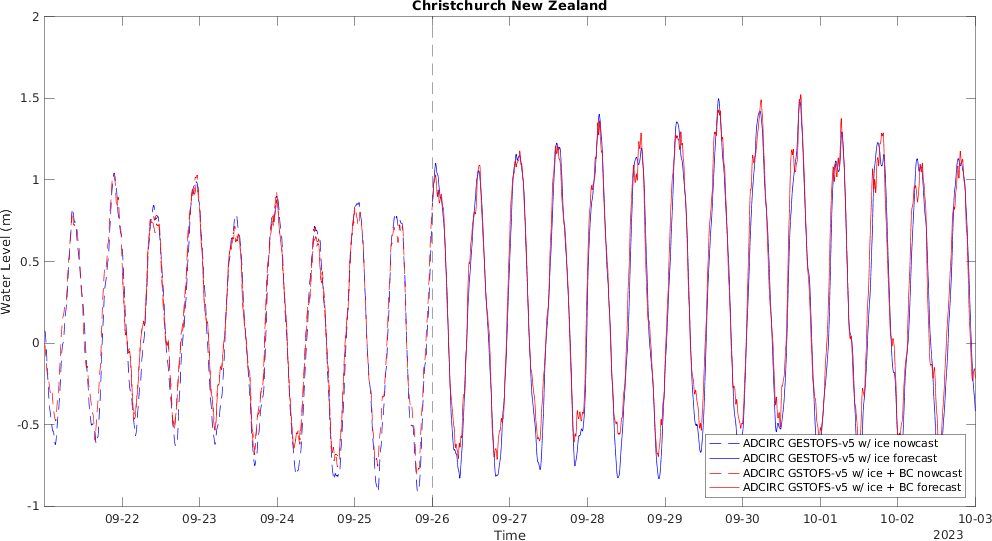 Christchurch New Zealand
2
1.5
1
0.5
0
-0.5
-1
Water Level (m)
ADCIRC GESTOFS-v5 w/ ice nowcast
ADCIRC GESTOFS-v5 w/ ice forecast
ADCIRC GSTOFS-v5 w/ ice + BC nowcast
ADCIRC GSTOFS-v5 w/ ice + BC forecast
09-22 09-23 09-24 09-25 09-26 09-27 09-28 09-29 09-30 10-01 10-02 10-03
Time
2023